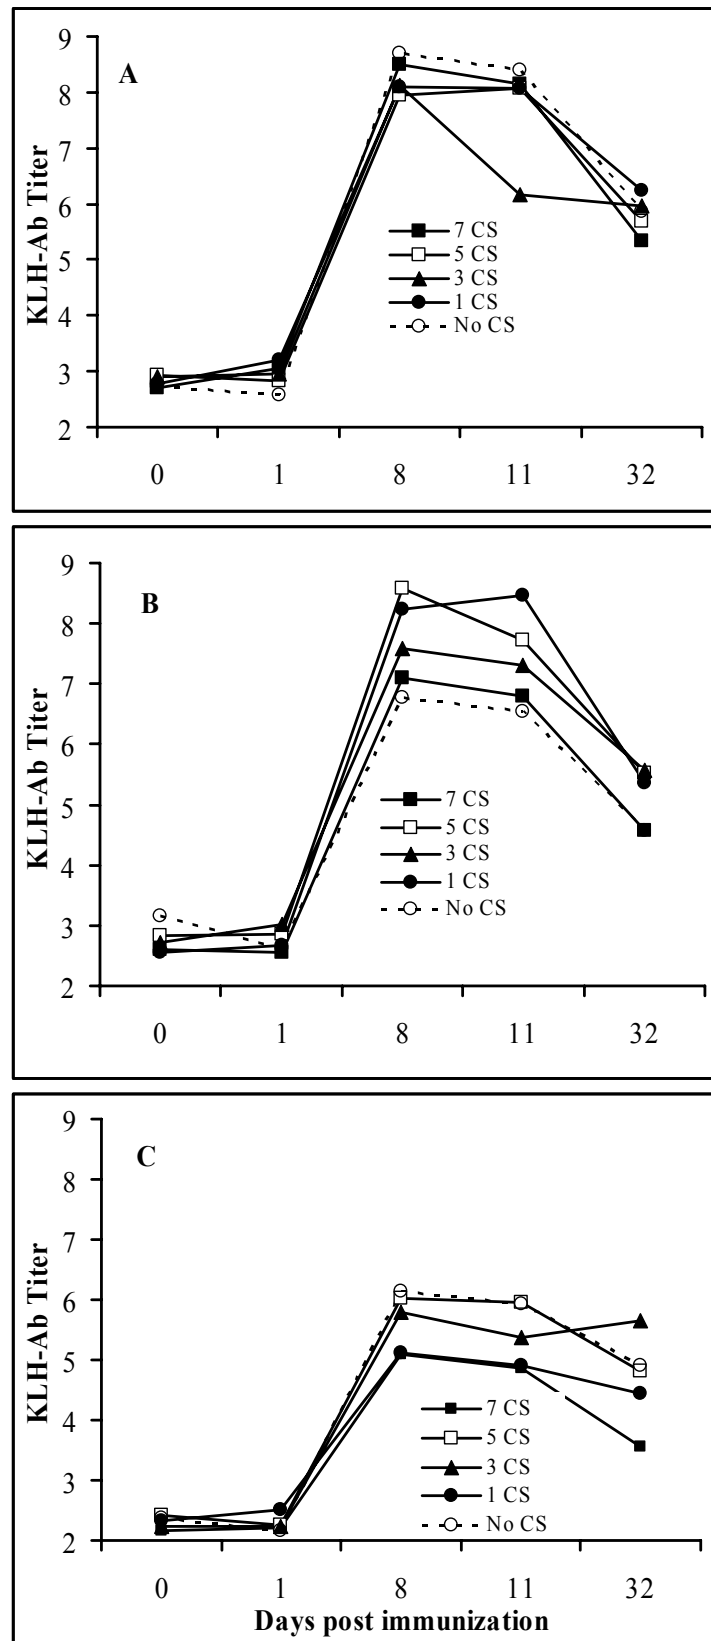 A
KLH-Ab Titer
9
8
7
6
5
4
3
2
7 CS
5 CS
3 CS
1 CS
No CS
0 1 8 11 32
B
KLH-Ab Titer
9
8
7
6
5
4
3
2
7 CS
5 CS
3 CS
1 CS
No CS
0 1 8 11 32
C
KLH-Ab Titer
9
8
7
6
5
4
3
2
7 CS
5 CS
3 CS
1 CS
No CS
0 1 8 11 32
Days post immunization